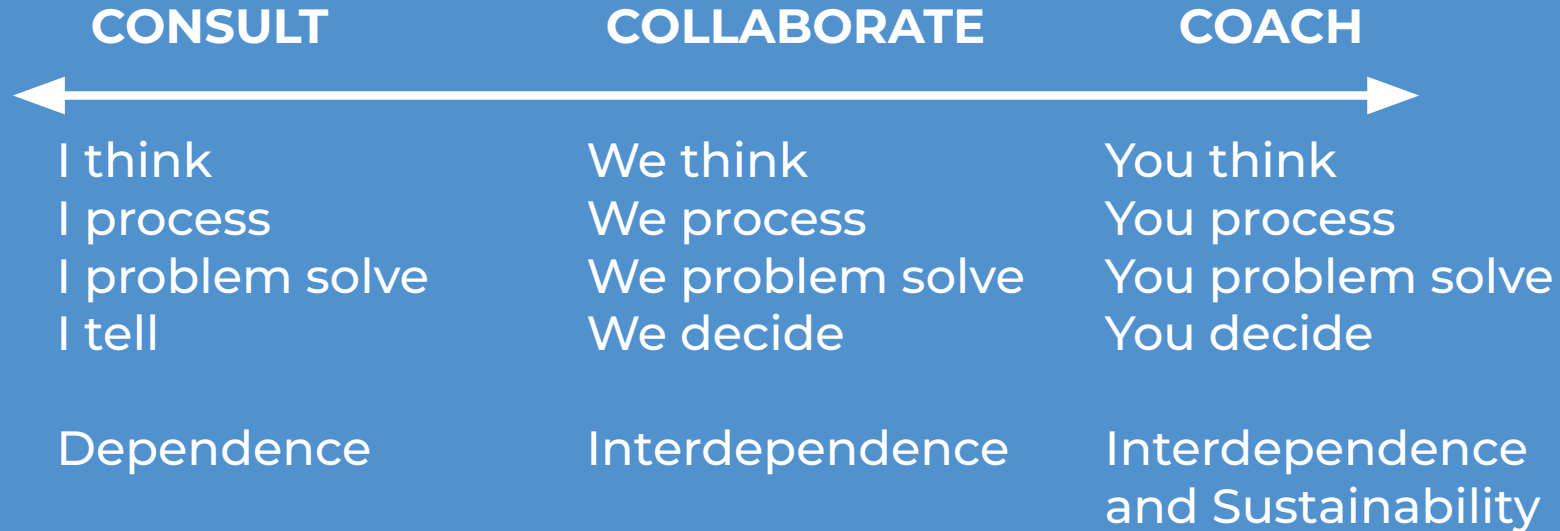 CONSULT COLLABORATE COACH
I think We think You think
I process We process You process
I problem solve We problem solve You problem solve
I tell We decide You decide
Dependence Interdependence Interdependence
and Sustainability